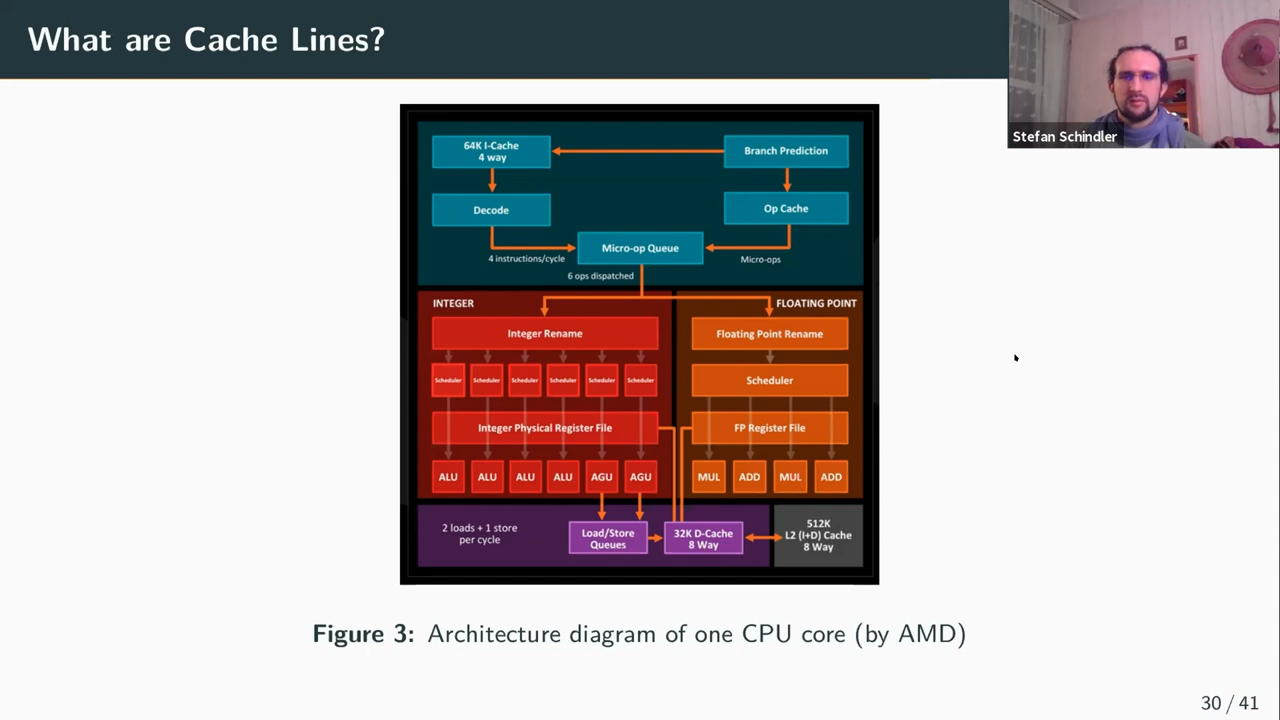 What are Cache Lines?
Stefan Schindler
64K I-Cache
4 way
Branch Prediction
Decode
Op Cache
Micro-op Queue
4 instructions/cycle
Micro-ops
6 ops dispatched
INTEGER
FLOATING POINT
Integer Rename
Floating Point Rename
Scheduler
Scheduler
Scheduler
Scheduler
Scheduler
Scheduler
Scheduler
Integer Physical Register File
FP Register File
ALU
ALU
ALU
ALU
AGU
AGU
MUL
ADD
MUL
ADD
2 loads + 1 store
per cycle
Load/Store
Queues
32K D-Cache
8 Way
512K
L2 (I+D) Cache
8 Way
Figure 3: Architecture diagram of one CPU core (by AMD)
30 / 41